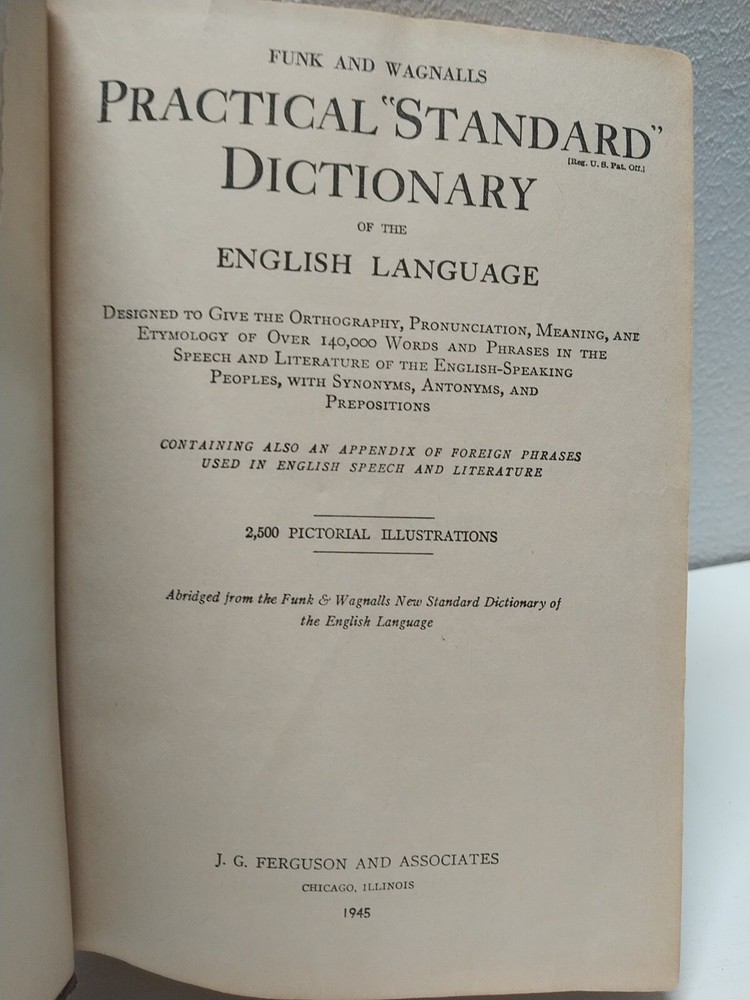 FUNK AND WAGNALLS
PRACTICAL "STANDARD"
[Reg. U. S. Pat. Off.]
DICTIONARY
OF THE
ENGLISH LANGUAGE
DESIGNED TO GIVE THE ORTHOGRAPHY, PRONUNCIATION, MEANING, AND
ETYMOLOGY OF OVER 140,000 WORDS AND PHRASES IN THE
SPEECH AND LITERATURE OF THE ENGLISH-SPEAKING
PEOPLES, WITH SYNONYMS, ANTONYMS, AND
PREPOSITIONS
CONTAINING ALSO AN APPENDIX OF FOREIGN PHRASES
USED IN ENGLISH SPEECH AND LITERATURE
2,500 PICTORIAL ILLUSTRATIONS
Abridged from the Funk & Wagnalls New Standard Dictionary of
the English Language
J. G. FERGUSON AND ASSOCIATES
CHICAGO, ILLINOIS
1945